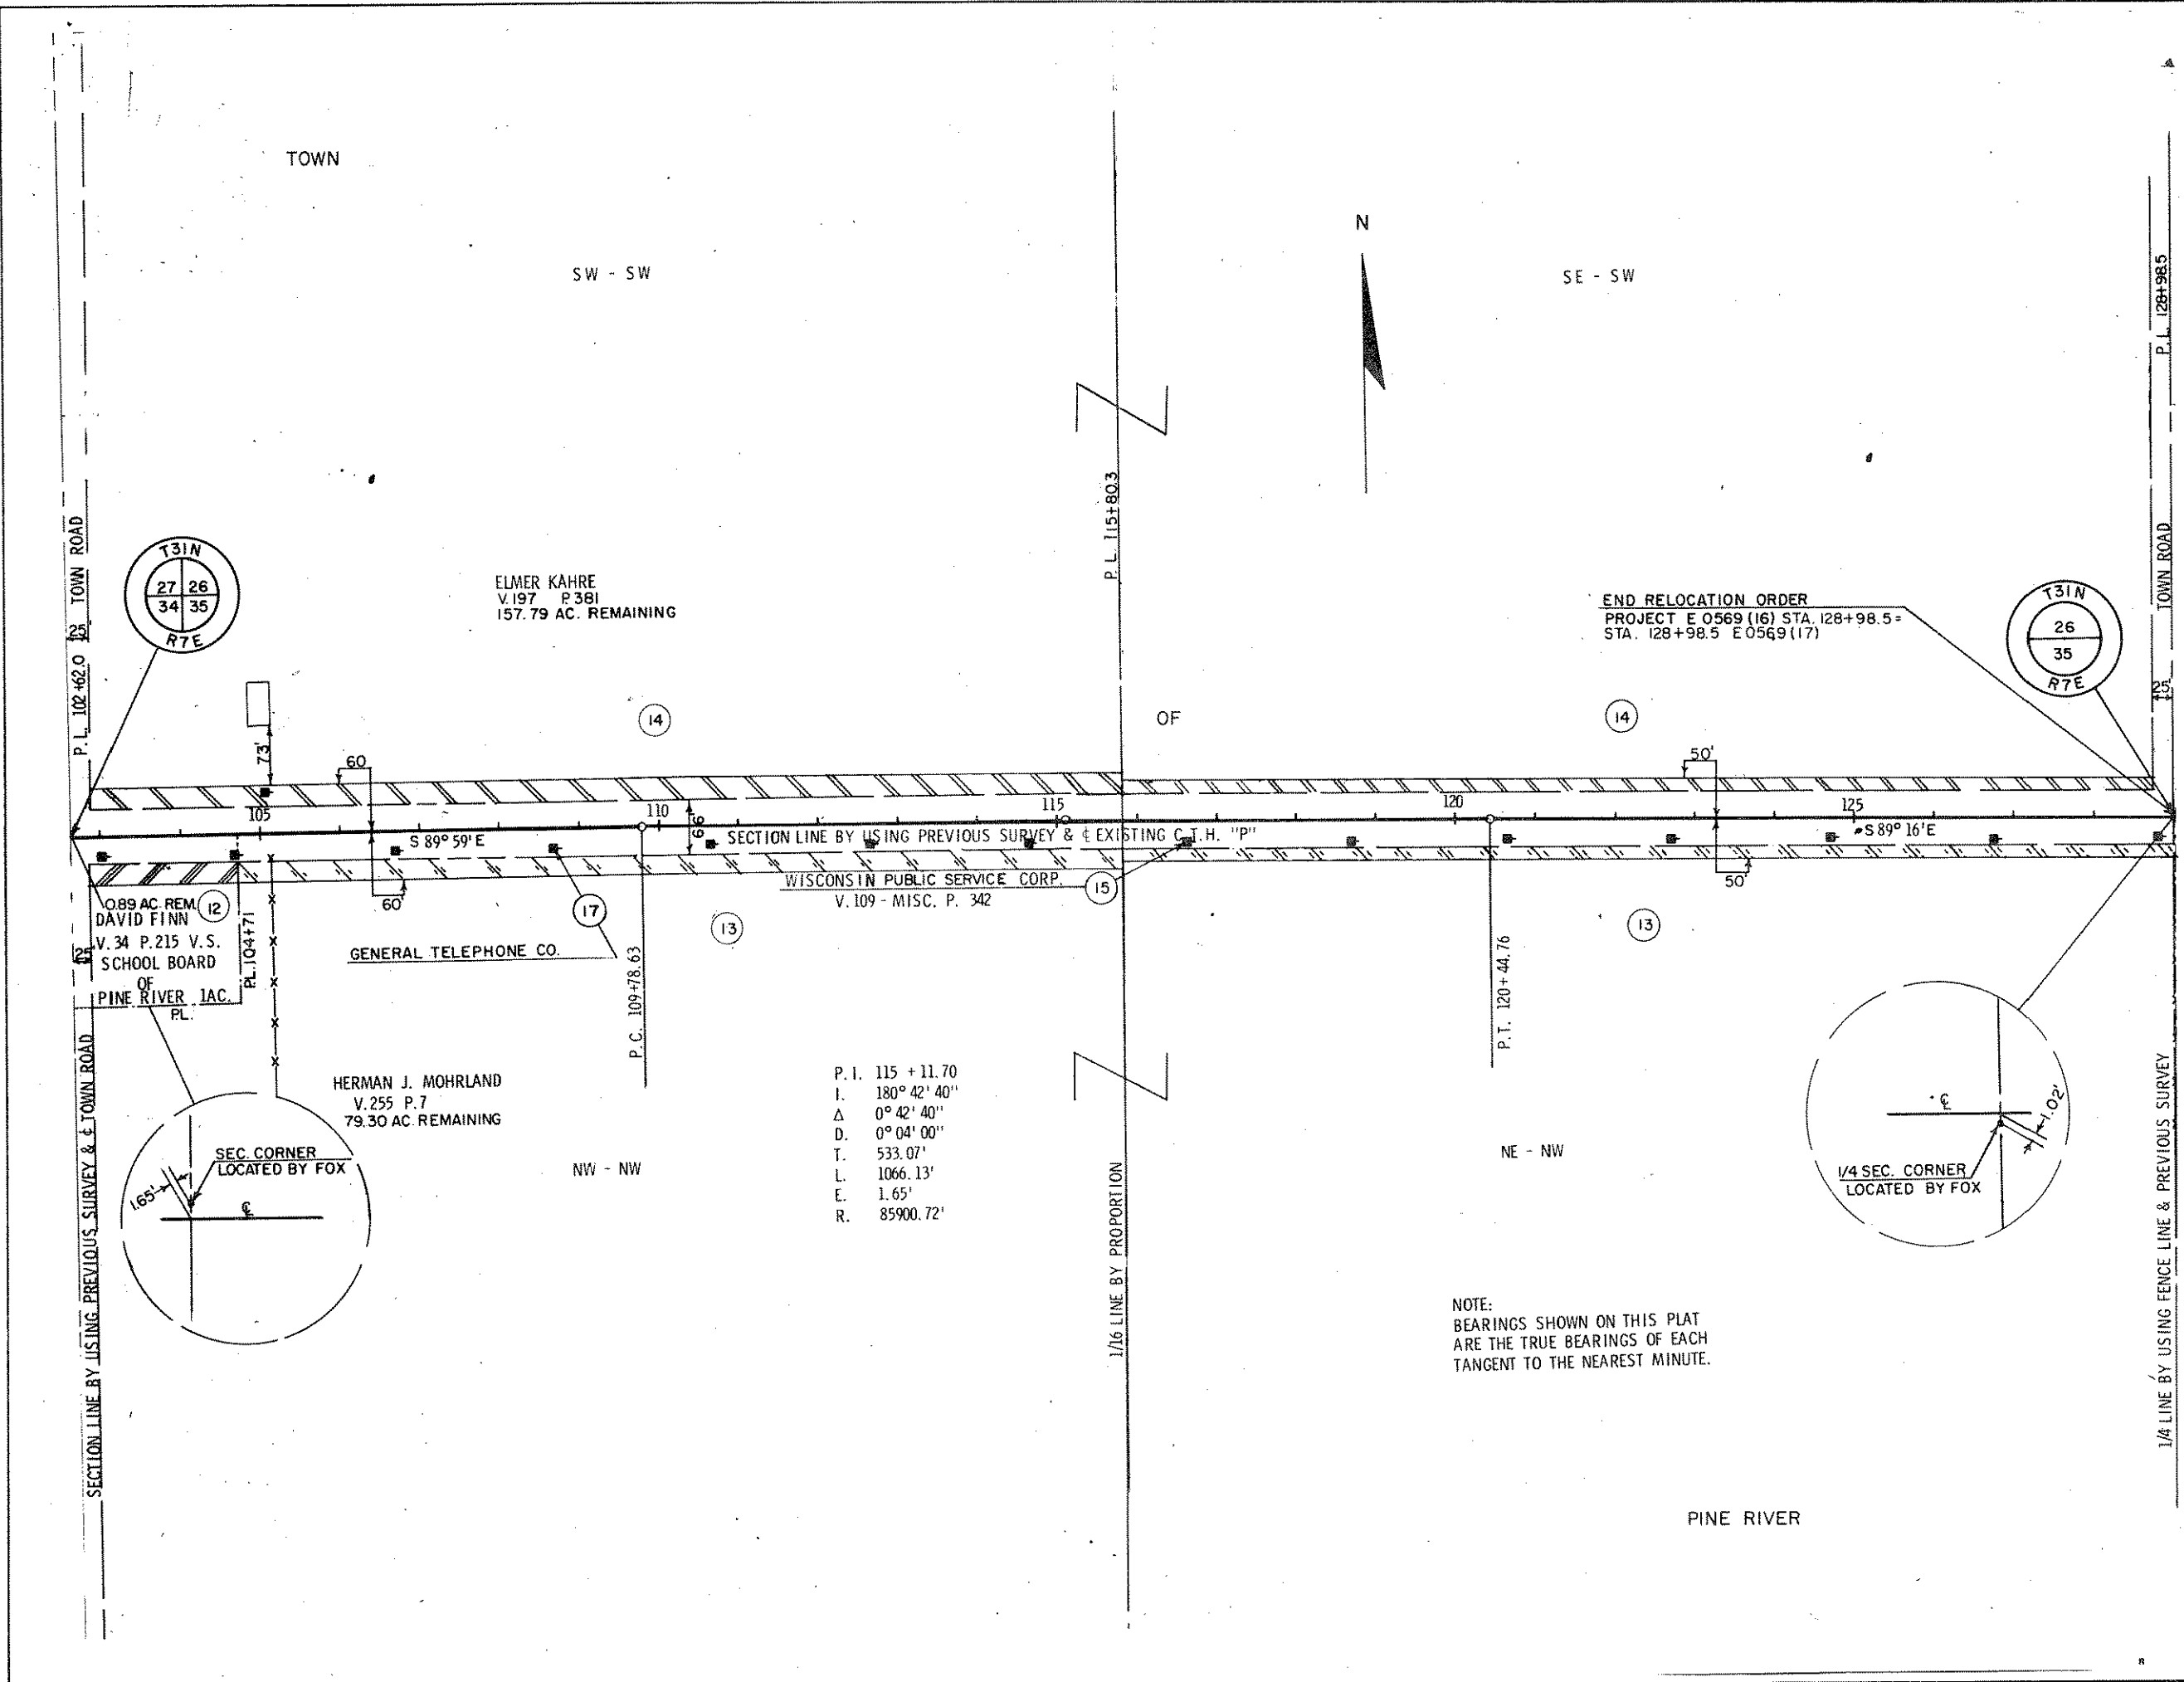 TOWN
SW - SW
N
SE - SW
P.L. 128+98.5
P.L. 115+80.3
TOWN ROAD
25'
P.L. 102+62.0
T31N
27 26
34 35
R7E
ELMER KAHRE
V.197 P.381
157.79 AC. REMAINING
END RELOCATION ORDER
PROJECT E 0569 (16) STA. 128+98.5=
STA. 128+98.5 E0569(17)
T31N
26
35
R7E
TOWN ROAD
25'
14
OF
14
73'
60
50'
105
110
115
120
125
66'
S 89° 59' E
SECTION LINE BY USING PREVIOUS SURVEY & ℄ EXISTING C.T.H. "P"
S 89° 16' E
60'
50'
WISCONSIN PUBLIC SERVICE CORP.
V. 109 - MISC. P. 342
15
0.89 AC. REM.
12
DAVID FINN
V. 34 P.215 V.S.
SCHOOL BOARD
OF
PINE RIVER 1AC.
P.L.
P.L. 104+71
25'
17
GENERAL TELEPHONE CO.
13
13
P.C. 109+78.63
P.T. 120+44.76
HERMAN J. MOHRLAND
V.255 P.7
79.30 AC. REMAINING
P.I. 115 + 11.70
I. 180° 42' 40"
Δ 0° 42' 40"
D. 0° 04' 00"
T. 533.07'
L. 1066.13'
E. 1.65'
R. 85900.72'
SEC. CORNER
LOCATED BY FOX
1.65'
℄
NW - NW
NE - NW
℄
1.02'
1/4 SEC. CORNER
LOCATED BY FOX
SECTION LINE BY USING PREVIOUS SURVEY & ℄ TOWN ROAD
1/16 LINE BY PROPORTION
1/4 LINE BY USING FENCE LINE & PREVIOUS SURVEY
NOTE:
BEARINGS SHOWN ON THIS PLAT
ARE THE TRUE BEARINGS OF EACH
TANGENT TO THE NEAREST MINUTE.
PINE RIVER